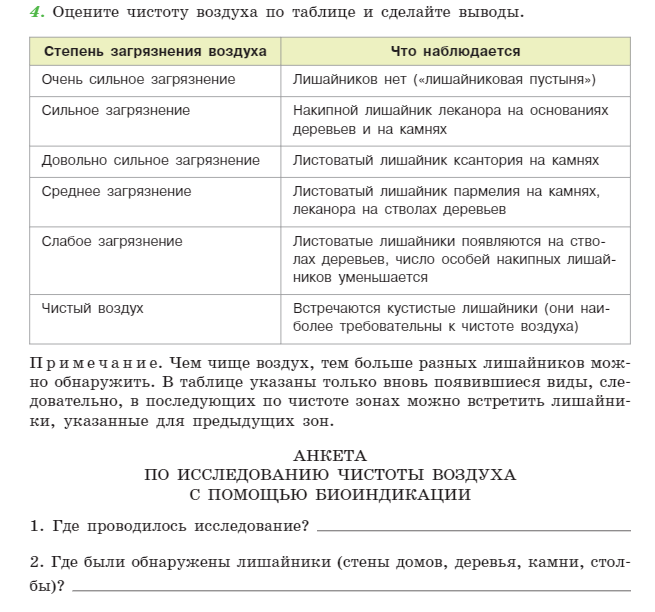 4. Оцените чистоту воздуха по таблице и сделайте выводы.
Степень загрязнения воздуха
Что наблюдается
Очень сильное загрязнение
Лишайников нет («лишайниковая пустыня»)
Сильное загрязнение
Накипной лишайник леканора на основаниях
деревьев и на камнях
Довольно сильное загрязнение
Листоватый лишайник ксантория на камнях
Среднее загрязнение
Листоватый лишайник пармелия на камнях,
леканора на стволах деревьев
Слабое загрязнение
Листоватые лишайники появляются на ство-
лах деревьев, число особей накипных лишай-
ников уменьшается
Чистый воздух
Встречаются кустистые лишайники (они наи-
более требовательны к чистоте воздуха)
Примечание. Чем чище воздух, тем больше разных лишайников мож-
но обнаружить. В таблице указаны только вновь появившиеся виды, сле-
довательно, в последующих по чистоте зонах можно встретить лишайни-
ки, указанные для предыдущих зон.
АНКЕТА
ПО ИССЛЕДОВАНИЮ ЧИСТОТЫ ВОЗДУХА
С ПОМОЩЬЮ БИОИНДИКАЦИИ
1. Где проводилось исследование?
2. Где были обнаружены лишайники (стены домов, деревья, камни, стол-
бы)?